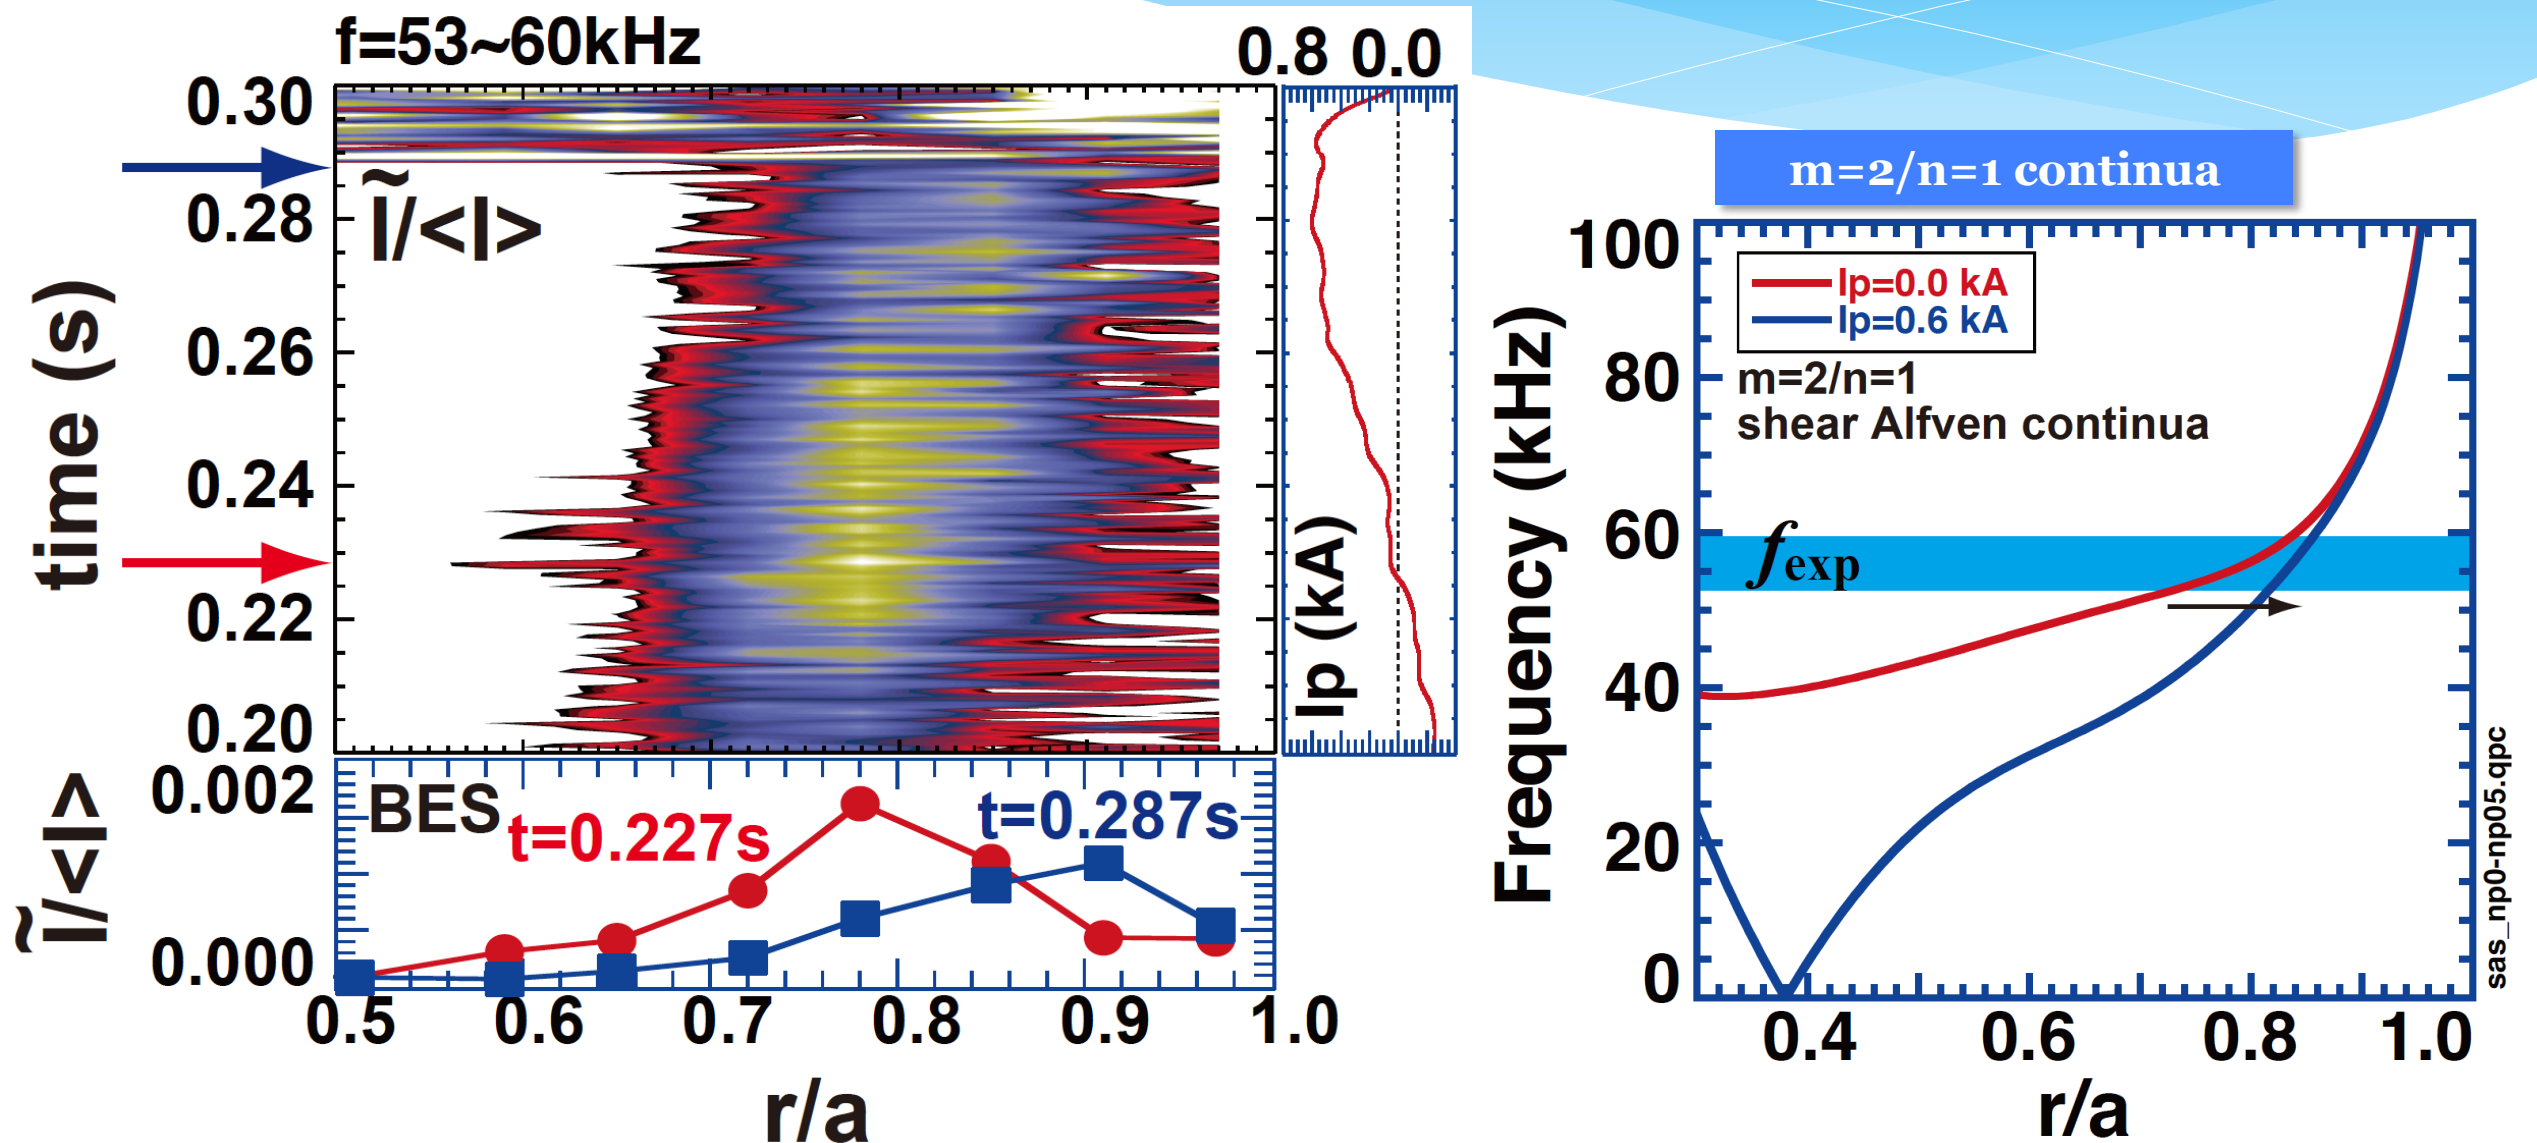 f=53~60kHz
0.8 0.0
0.30
0.28
0.26
0.24
0.22
0.20
time (s)
Ĩ/<I>
Ip (kA)
0.002
0.000
Ĩ/<I>
BES
t=0.227s
t=0.287s
0.5 0.6 0.7 0.8 0.9 1.0
r/a
m=2/n=1 continua
100
80
60
40
20
0
Frequency (kHz)
Ip=0.0 kA
Ip=0.6 kA
m=2/n=1
shear Alfven continua
fexp
0.4 0.6 0.8 1.0
r/a
sas_np0-np05.qpc